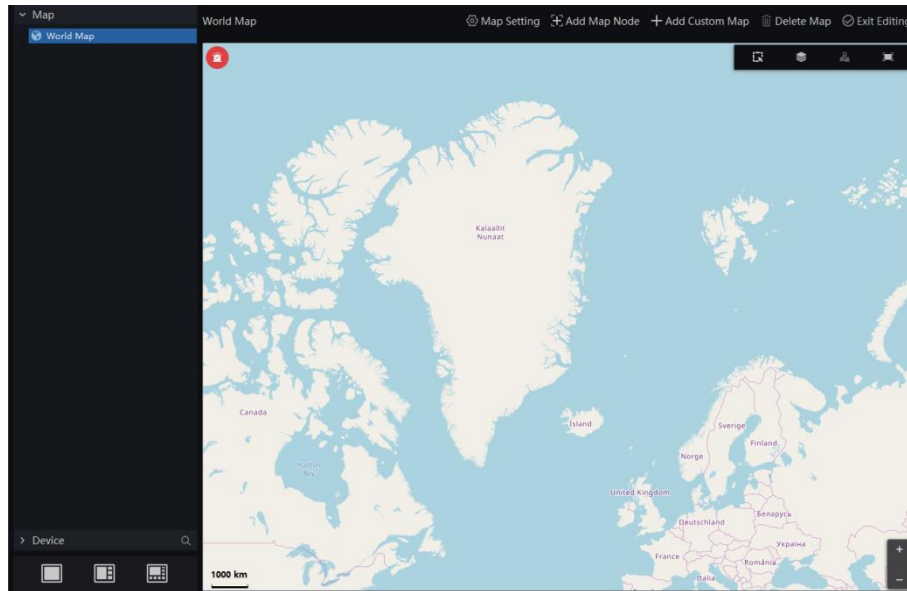 Map
World Map
World Map
Map Setting
Add Map Node
Add Custom Map
Delete Map
Exit Editing
Kalaallit
Nunaat
Canada
Hudson
Bay
Ísland
Sverige
Finland
Norge
United Kingdom
Deutschland
Беларусь
Україна
France
România
Italia
Device
1000 km
+
−